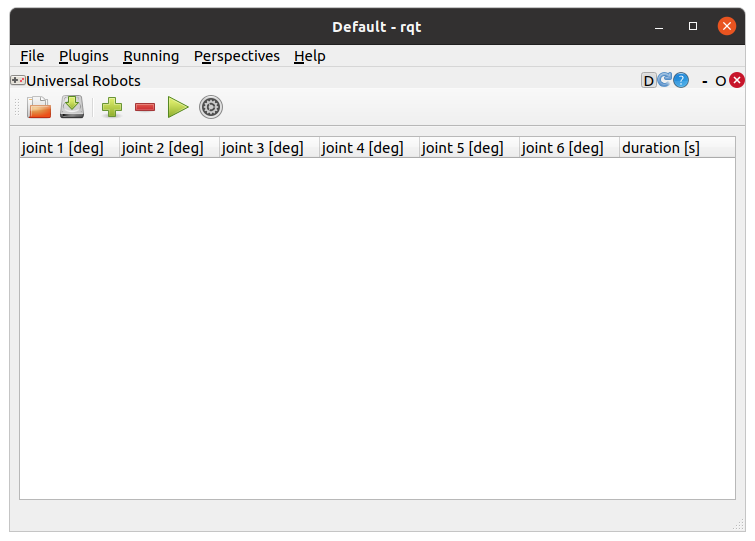 Default - rqt
File Plugins Running Perspectives Help
Universal Robots D ? - O
joint 1 [deg] joint 2 [deg] joint 3 [deg] joint 4 [deg] joint 5 [deg] joint 6 [deg] duration [s]